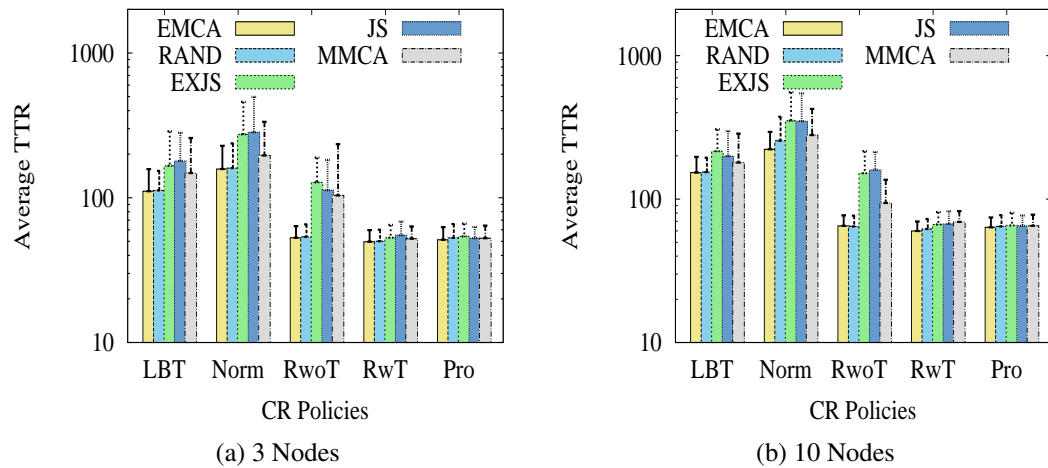 EMCA
RAND
EXJS
JS
MMCA
1000
100
10
Average TTR
LBT Norm RwoT RwT Pro
CR Policies
(a) 3 Nodes
EMCA
RAND
EXJS
JS
MMCA
1000
100
10
Average TTR
LBT Norm RwoT RwT Pro
CR Policies
(b) 10 Nodes